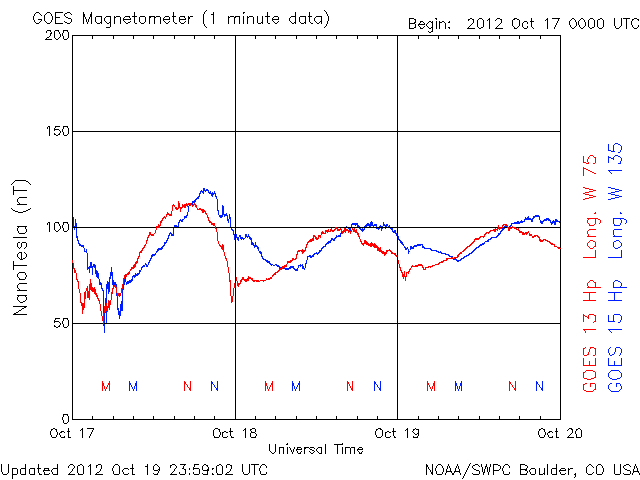 GOES Magnetometer (1 minute data)
Begin: 2012 Oct 17 0000 UTC
200
150
100
50
0
NanoTesla (nT)
M M N N M M N N M M N N
Oct 17 Oct 18 Oct 19 Oct 20
Universal Time
GOES 13 Hp Long. W 75
GOES 15 Hp Long. W 135
Updated 2012 Oct 19 23:59:02 UTC
NOAA/SWPC Boulder, CO USA